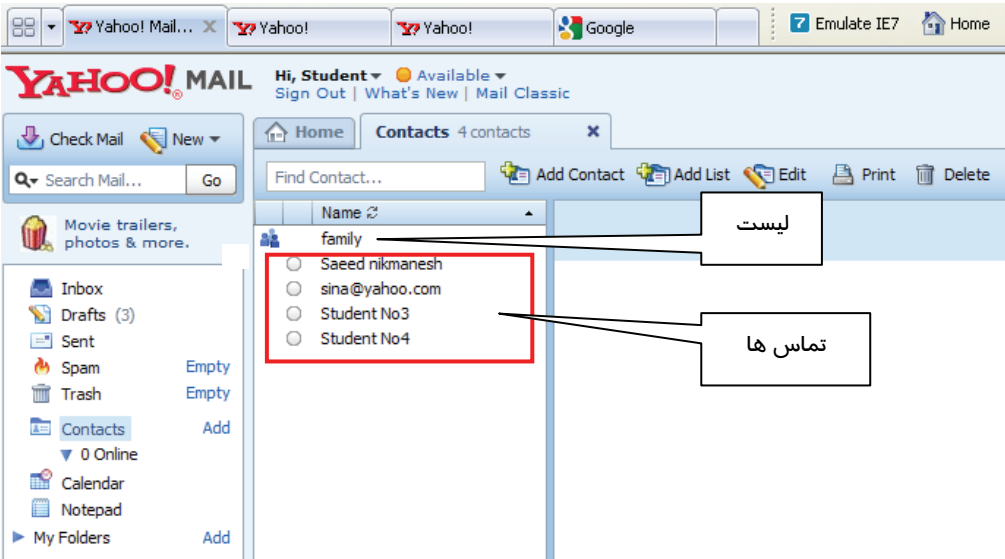 Yahoo! Mail...
Yahoo!
Yahoo!
Google
7 Emulate IE7
Home
YAHOO! MAIL
Hi, Student
Available
Sign Out | What's New | Mail Classic
Check Mail
New
Home
Contacts 4 contacts
Search Mail...
Go
Find Contact...
Add Contact
Add List
Edit
Print
Delete
Movie trailers,
photos & more.
Name
family
Saeed nikmanesh
sina@yahoo.com
Student No3
Student No4
لیست
تماس ها
Inbox
Drafts (3)
Sent
Spam Empty
Trash Empty
Contacts Add
0 Online
Calendar
Notepad
My Folders Add